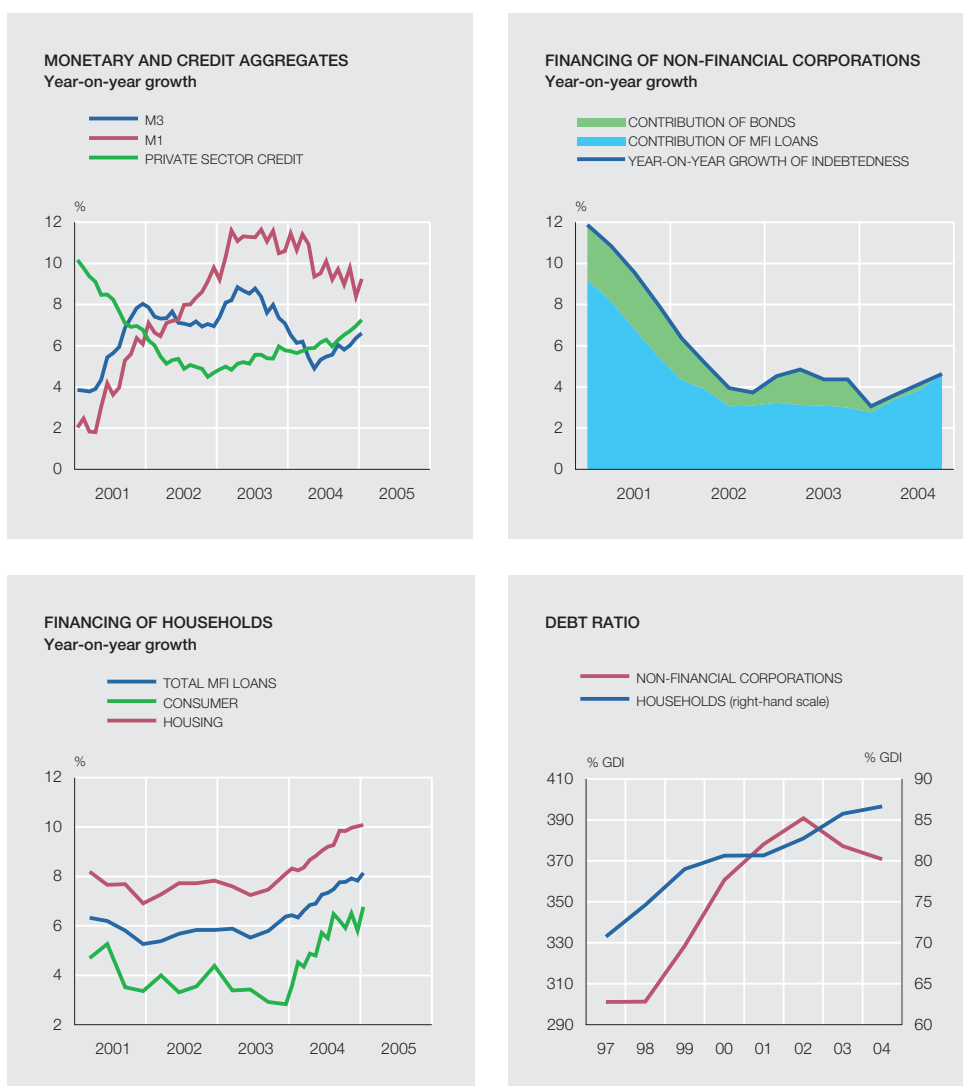 MONETARY AND CREDIT AGGREGATES
Year-on-year growth
M3
M1
PRIVATE SECTOR CREDIT
%
12
10
8
6
4
2
0
2001 2002 2003 2004 2005
FINANCING OF NON-FINANCIAL CORPORATIONS
Year-on-year growth
CONTRIBUTION OF BONDS
CONTRIBUTION OF MFI LOANS
YEAR-ON-YEAR GROWTH OF INDEBTEDNESS
%
12
10
8
6
4
2
0
2001 2002 2003 2004
FINANCING OF HOUSEHOLDS
Year-on-year growth
TOTAL MFI LOANS
CONSUMER
HOUSING
%
12
10
8
6
4
2
2001 2002 2003 2004 2005
DEBT RATIO
NON-FINANCIAL CORPORATIONS
HOUSEHOLDS (right-hand scale)
% GDI % GDI
410 90
390 85
370 80
350 75
330 70
310 65
290 60
97 98 99 00 01 02 03 04